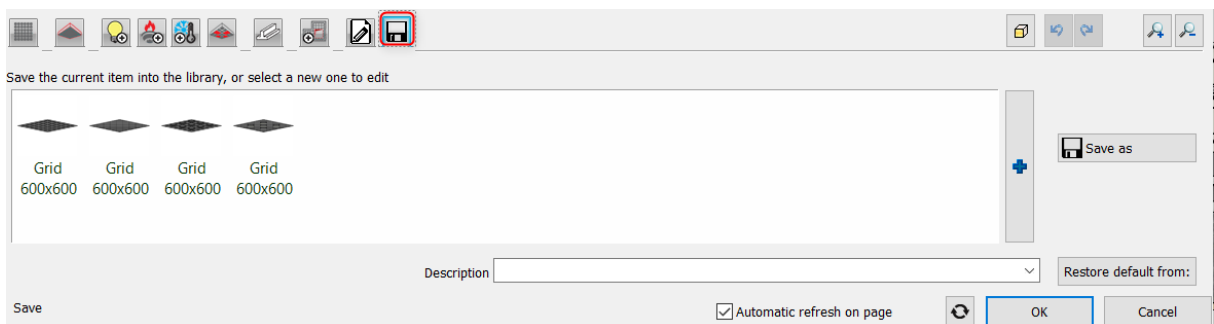 Save the current item into the library, or select a new one to edit
Grid Grid Grid Grid
600x600 600x600 600x600 600x600
Save as
Description
Restore default from:
Save
Automatic refresh on page
OK
Cancel